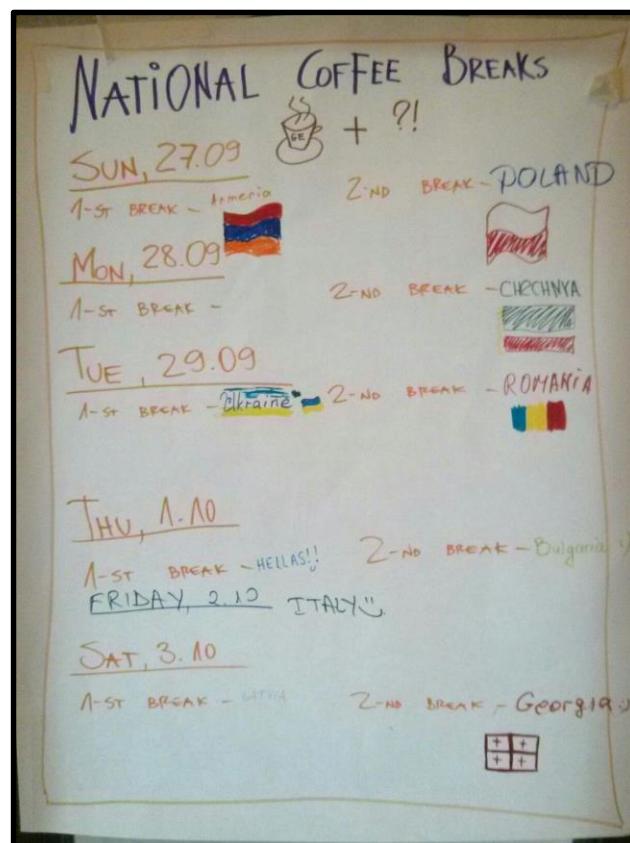 NATIONAL COFFEE BREAKS
GE + ?!
SUN, 27.09
1-ST BREAK - Armenia 2-ND BREAK - POLAND
MON, 28.09
1-ST BREAK - 2-ND BREAK - CHECHNYA
TUE, 29.09
1-ST BREAK - Ukraine 2-ND BREAK - ROMANIA
THU, 1.10
1-ST BREAK - HELLAS!! 2-ND BREAK - Bulgaria :)
FRIDAY, 2.10 ITALY
SAT, 3.10
1-ST BREAK - LATVIA 2-ND BREAK - Georgia :)